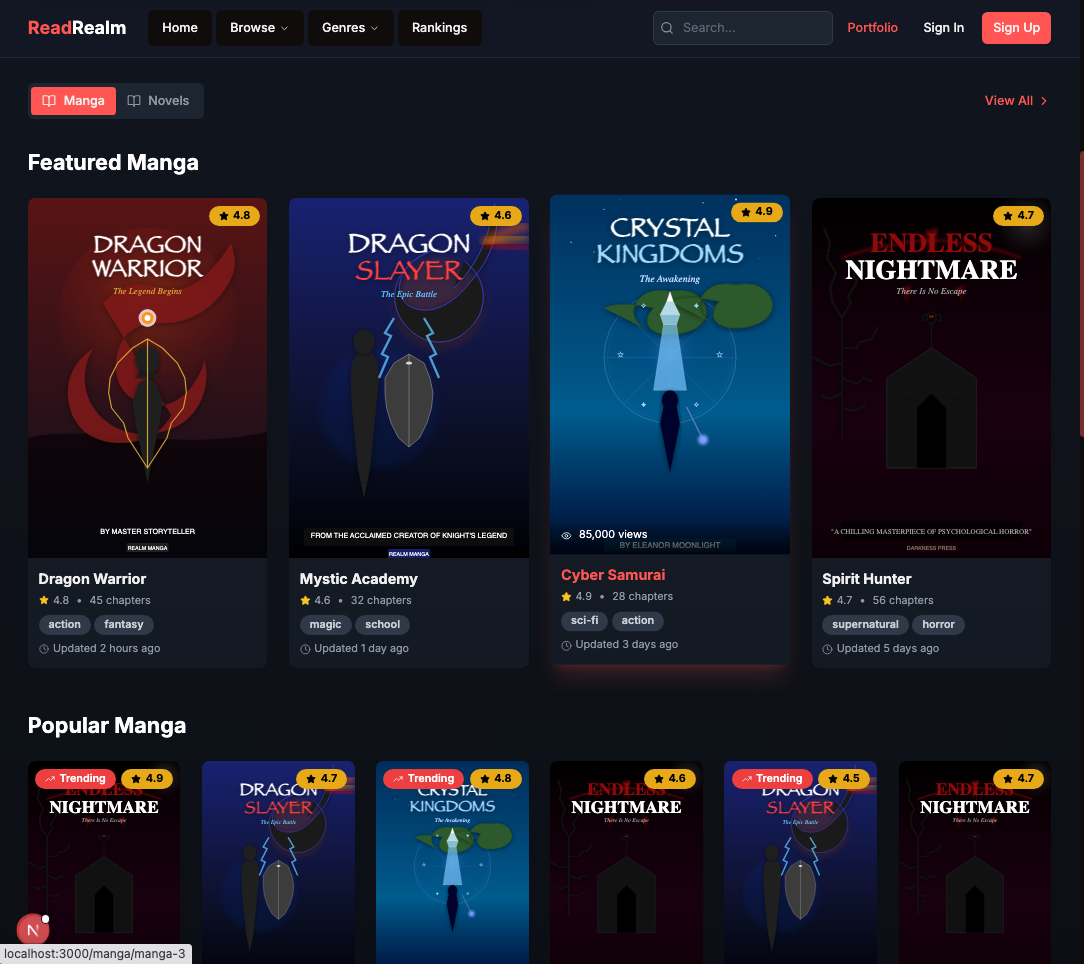 ReadRealm Home Browse Genres Rankings Search... Portfolio Sign In Sign Up
Manga Novels View All
Featured Manga
4.8
DRAGON
WARRIOR
The Legend Begins
BY MASTER STORYTELLER
REALM MANGA
Dragon Warrior
4.8 • 45 chapters
action fantasy
Updated 2 hours ago
4.6
DRAGON
SLAYER
The Epic Battle
FROM THE ACCLAIMED CREATOR OF KNIGHT'S LEGEND
REALM MANGA
Mystic Academy
4.6 • 32 chapters
magic school
Updated 1 day ago
4.9
CRYSTAL
KINGDOMS
The Awakening
85,000 views
BY ELEANOR MOONLIGHT
Cyber Samurai
4.9 • 28 chapters
sci-fi action
Updated 3 days ago
4.7
ENDLESS
NIGHTMARE
There Is No Escape
"A CHILLING MASTERPIECE OF PSYCHOLOGICAL HORROR"
DARKNESS PRESS
Spirit Hunter
4.7 • 56 chapters
supernatural horror
Updated 5 days ago
Popular Manga
Trending 4.9
ENDLESS
NIGHTMARE
There Is No Escape
4.7
DRAGON
SLAYER
The Epic Battle
Trending 4.8
CRYSTAL
KINGDOMS
The Awakening
4.6
ENDLESS
NIGHTMARE
There Is No Escape
Trending 4.5
DRAGON
SLAYER
The Epic Battle
4.7
ENDLESS
NIGHTMARE
There Is No Escape
N
localhost:3000/manga/manga-3